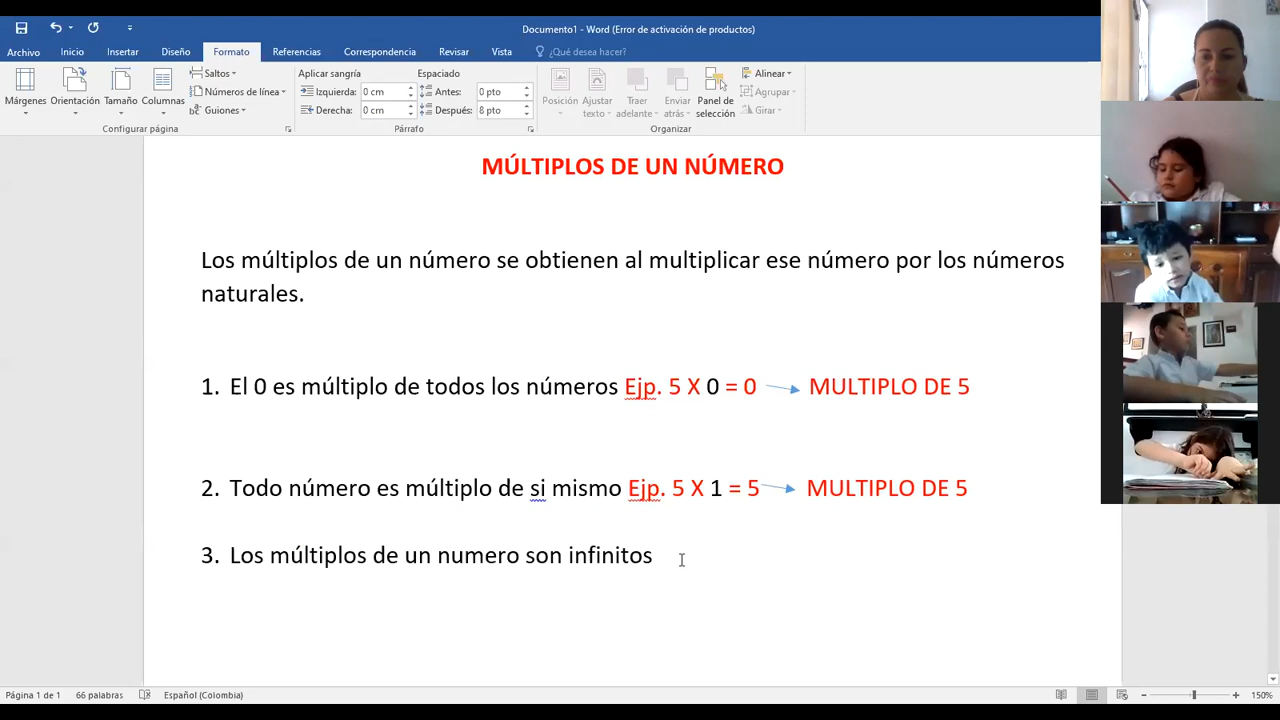 Documento1 - Word (Error de activación de productos)
Archivo Inicio Insertar Diseño Formato Referencias Correspondencia Revisar Vista ¿Qué desea hacer?
Márgenes Orientación Tamaño Columnas
Saltos
Números de línea
Guiones
Configurar página
Aplicar sangría Espaciado
Izquierda: 0 cm Antes: 0 pto
Derecha: 0 cm Después: 8 pto
Párrafo
Posición Ajustar texto Traer adelante Enviar atrás Panel de selección
Alinear
Agrupar
Girar
Organizar
MÚLTIPLOS DE UN NÚMERO
Los múltiplos de un número se obtienen al multiplicar ese número por los números
naturales.
1. El 0 es múltiplo de todos los números Ejp. 5 X 0 = 0 MULTIPLO DE 5
2. Todo número es múltiplo de si mismo Ejp. 5 X 1 = 5 MULTIPLO DE 5
3. Los múltiplos de un numero son infinitos
Página 1 de 1 66 palabras Español (Colombia) 150%